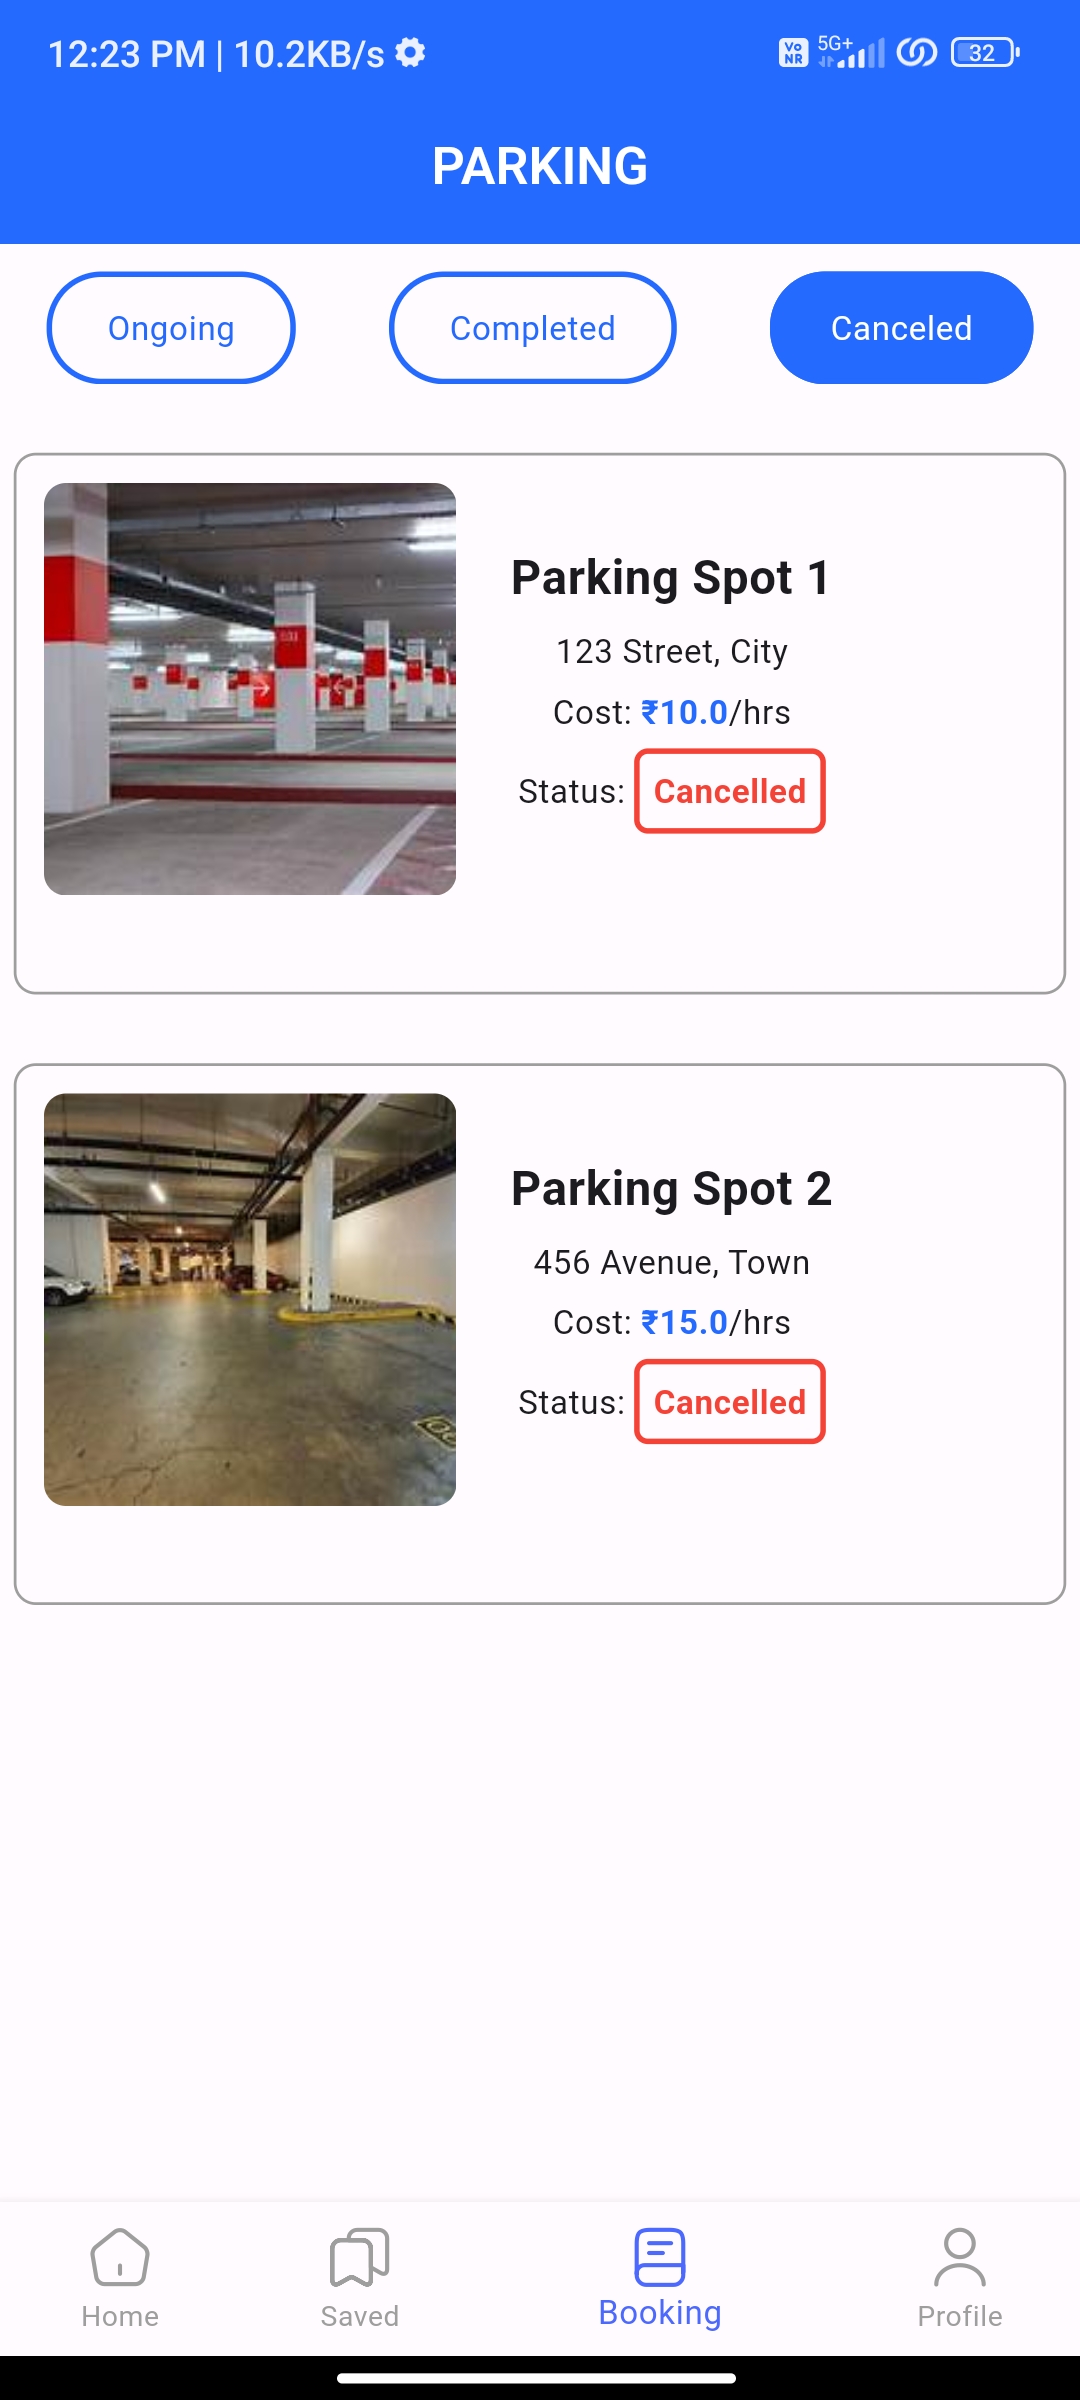 12:23 PM | 10.2KB/s
Vo NR 5G+ 32
PARKING
Ongoing Completed Canceled
Parking Spot 1
123 Street, City
Cost: ₹10.0/hrs
Status: Cancelled
Parking Spot 2
456 Avenue, Town
Cost: ₹15.0/hrs
Status: Cancelled
Home Saved Booking Profile